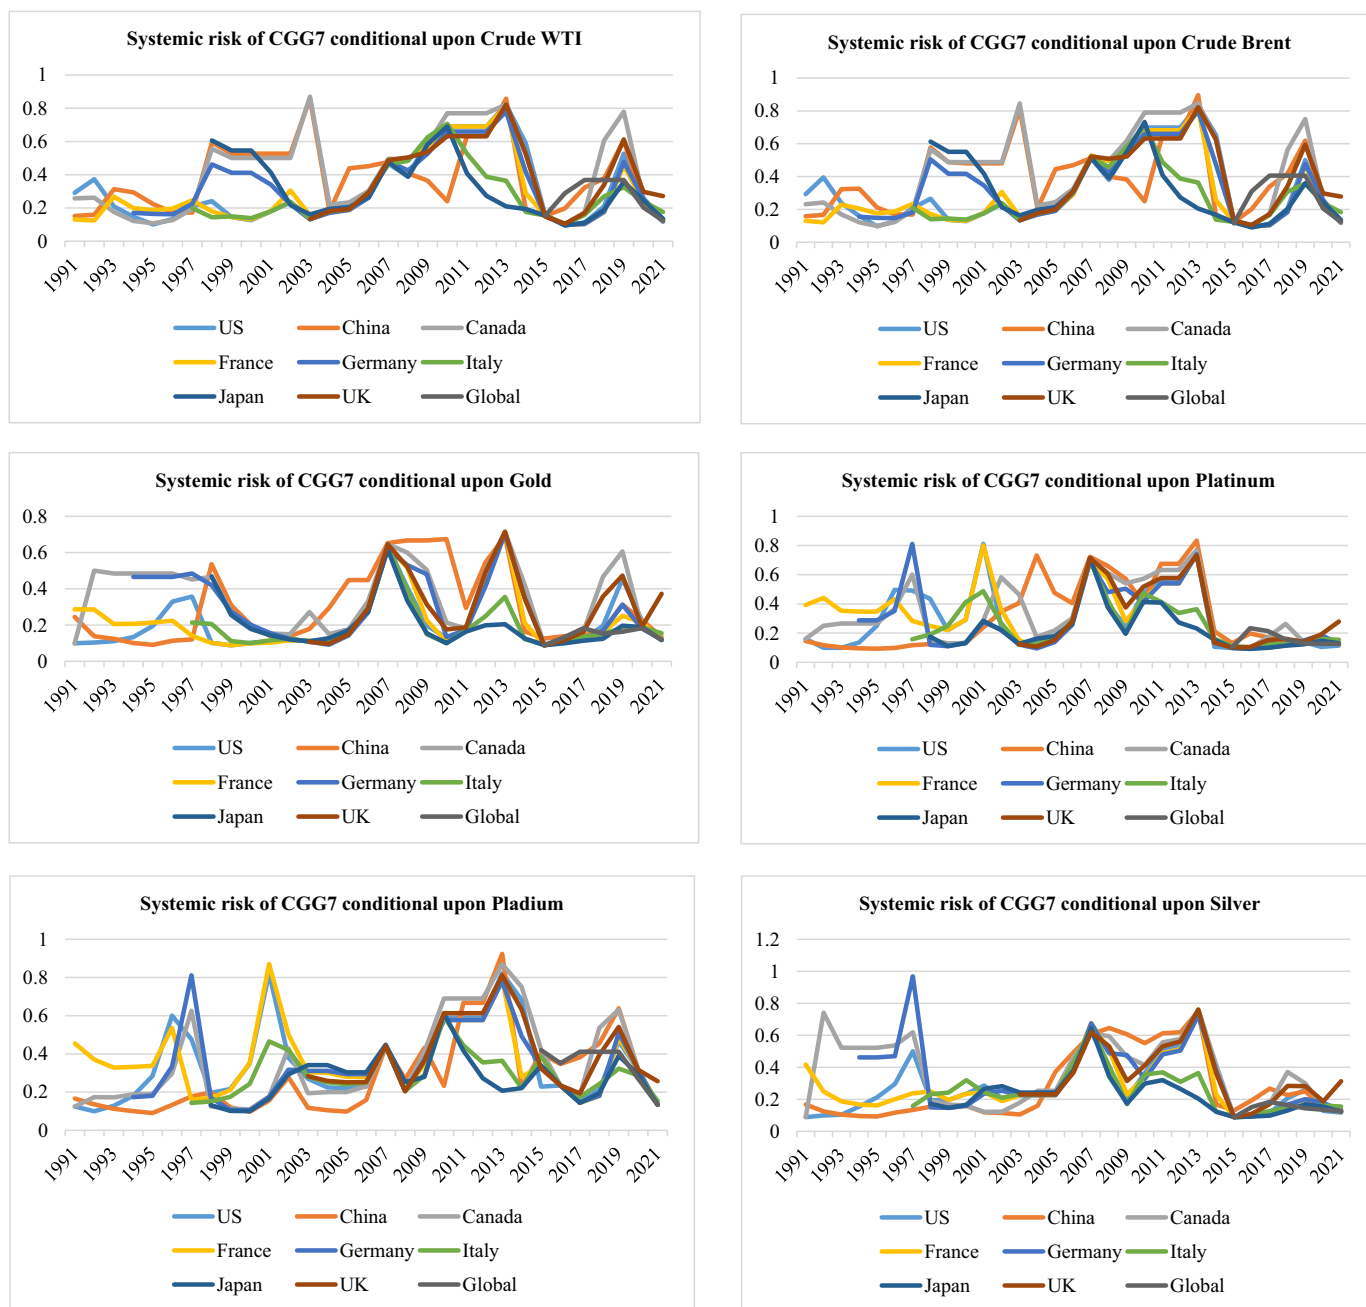 Systemic risk of CGG7 conditional upon Crude WTI
1
0.8
0.6
0.4
0.2
0
1991 1993 1995 1997 1999 2001 2003 2005 2007 2009 2011 2013 2015 2017 2019 2021
US China Canada
France Germany Italy
Japan UK Global
Systemic risk of CGG7 conditional upon Crude Brent
1
0.8
0.6
0.4
0.2
0
1991 1993 1995 1997 1999 2001 2003 2005 2007 2009 2011 2013 2015 2017 2019 2021
US China Canada
France Germany Italy
Japan UK Global
Systemic risk of CGG7 conditional upon Gold
0.8
0.6
0.4
0.2
0
1991 1993 1995 1997 1999 2001 2003 2005 2007 2009 2011 2013 2015 2017 2019 2021
US China Canada
France Germany Italy
Japan UK Global
Systemic risk of CGG7 conditional upon Platinum
1
0.8
0.6
0.4
0.2
0
1991 1993 1995 1997 1999 2001 2003 2005 2007 2009 2011 2013 2015 2017 2019 2021
US China Canada
France Germany Italy
Japan UK Global
Systemic risk of CGG7 conditional upon Pladium
1
0.8
0.6
0.4
0.2
0
1991 1993 1995 1997 1999 2001 2003 2005 2007 2009 2011 2013 2015 2017 2019 2021
US China Canada
France Germany Italy
Japan UK Global
Systemic risk of CGG7 conditional upon Silver
1.2
1
0.8
0.6
0.4
0.2
0
1991 1993 1995 1997 1999 2001 2003 2005 2007 2009 2011 2013 2015 2017 2019 2021
US China Canada
France Germany Italy
Japan UK Global